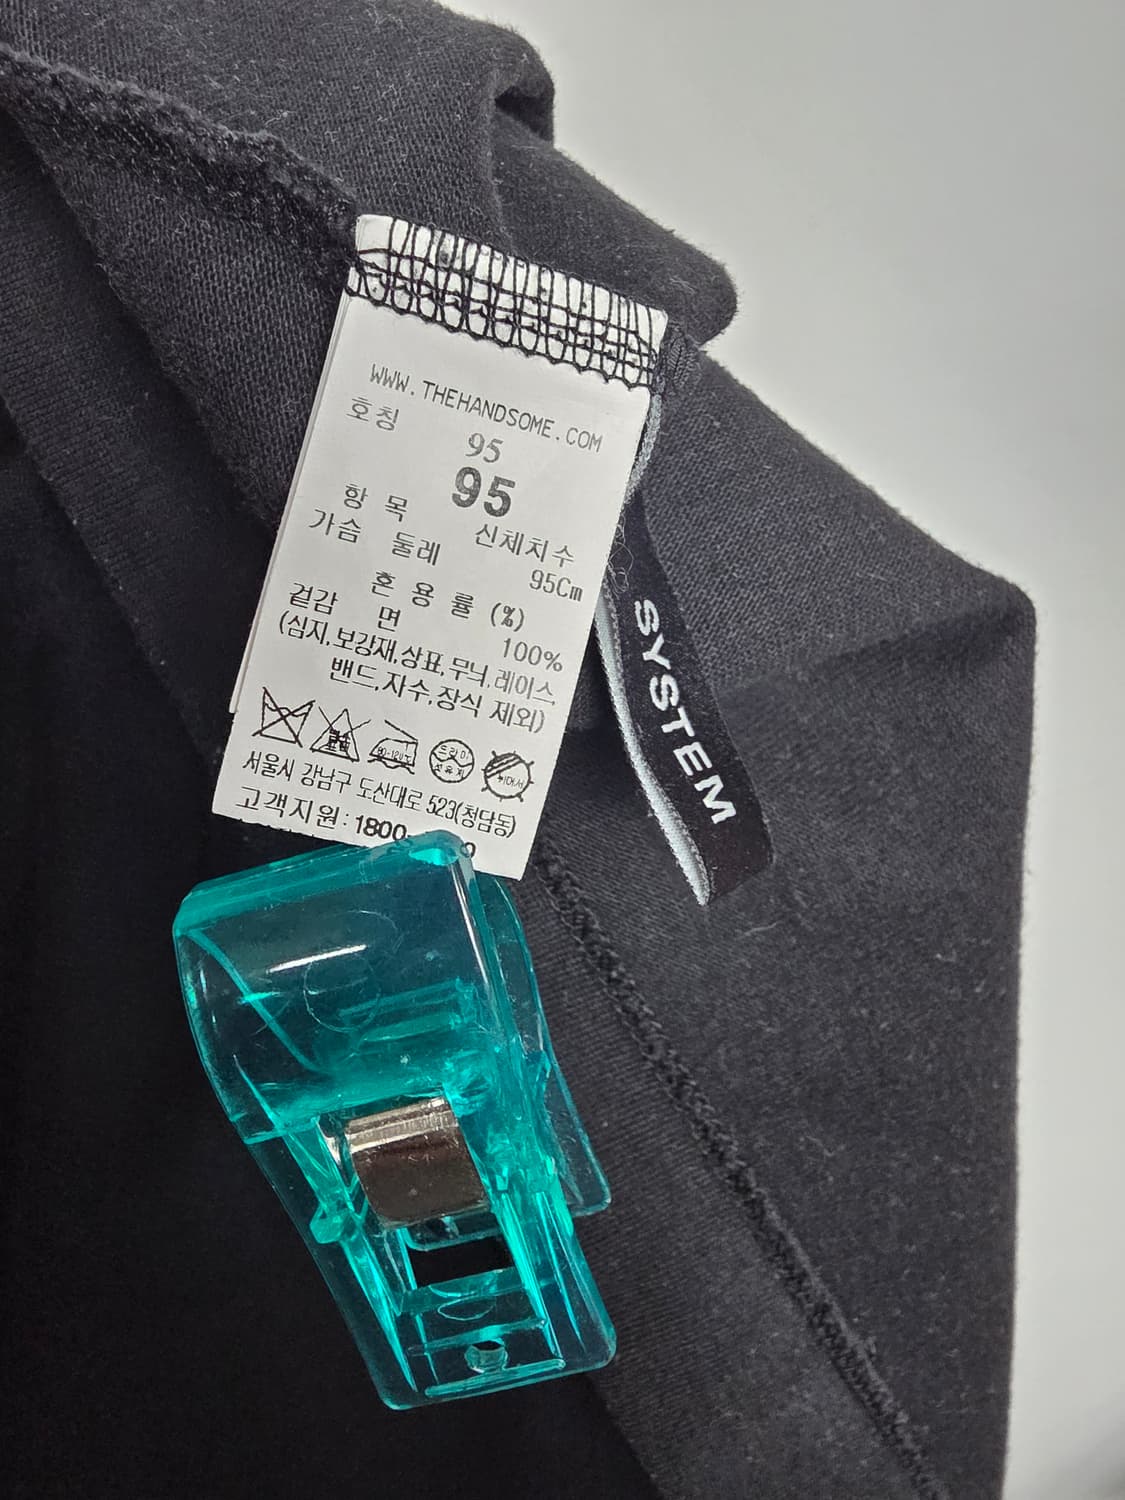 WWW.THEHANDSOME.COM
호칭 95
95
항 목 신체치수
가슴 둘레 95Cm
혼 용 률 (%)
겉감 면 100%
(심지,보강재,상표,무늬,레이스,
밴드,자수,장식 제외)
서울시 강남구 도산대로 523(청담동)
고객지원:1800-
SYSTEM